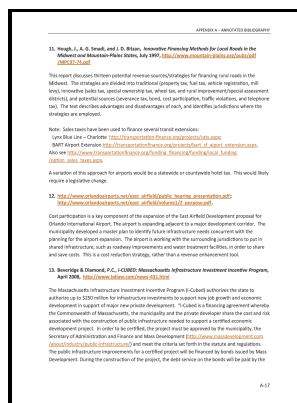 APPENDIX A – ANNOTATED BIBLIOGRAPHY
11. Hough, J., A. G. Smadi, and J. D. Bitzan, Innovative Financing Methods for Local Roads in the
Midwest and Mountain-Plains States, July 1997, http://www.mountain-plains.org/pubs/pdf
/MPC97-74.pdf
This report discusses thirteen potential revenue sources/strategies for financing rural roads in the
Midwest. The strategies are divided into traditional (property tax, fuel tax, vehicle registration, mill
levy), innovative (sales tax, special ownership tax, wheel tax, and rural improvement/special assessment
districts), and potential sources (severance tax, bond, cost participation, traffic violations, and telephone
tax). The text describes advantages and disadvantages of each, and identifies jurisdictions where the
strategies are employed.
Note: Sales taxes have been used to finance several transit extensions:
Lynx Blue Line – Charlotte http://transportation-finance.org/projects/cats.aspx;
BART Airport Extension http://transportationfinance.org/projects/bart_sf_aport_extension.aspx.
Also see http://www.transportationfinance.org/funding_financing/funding/local_funding
/option_sales_taxes.aspx.
A variation of this approach for airports would be a statewide or countywide hotel tax. This would likely
require a legislative change.
12. http://www.orlandoairports.net/east_airfield/public_hearing_presentation.pdf;
http://www.orlandoairports.net/east_airfield/volume1/2_purpose.pdf.
Cost participation is a key component of the expansion of the East Airfield Development proposal for
Orlando International Airport. The airport is expanding adjacent to a major development corridor. The
municipality developed a master plan to identify future infrastructure needs concurrent with the
planning for the airport expansion. The airport is working with the surrounding jurisdictions to put in
shared infrastructure, such as roadway improvements and water treatment facilities, in order to share
and save costs. This is a cost reduction strategy, rather than a revenue enhancement tool.
13. Beveridge & Diamond, P.C., I-CUBED: Massachusetts Infrastructure Investment Incentive Program,
April 2008, http://www.bdlaw.com/news-431.html
The Massachusetts Infrastructure Investment Incentive Program (I-Cubed) authorizes the state to
authorize up to $250 million for infrastructure investments to support new job growth and economic
development in support of major new private development. "I-Cubed is a financing agreement whereby
the Commonwealth of Massachusetts, the municipality and the private developer share the cost and risk
associated with the construction of public infrastructure needed to support a certified economic
development project. In order to be certified, the project must be approved by the municipality, the
Secretary of Administration and Finance and Mass Development (http://www.massdevelopment.com
/about/industry/public-infrastructure/) and meet the criteria set forth in the statute and regulations.
The public infrastructure improvements for a certified project will be financed by bonds issued by Mass
Development. During the construction of the project, the debt service on the bonds will be paid by the
A-17